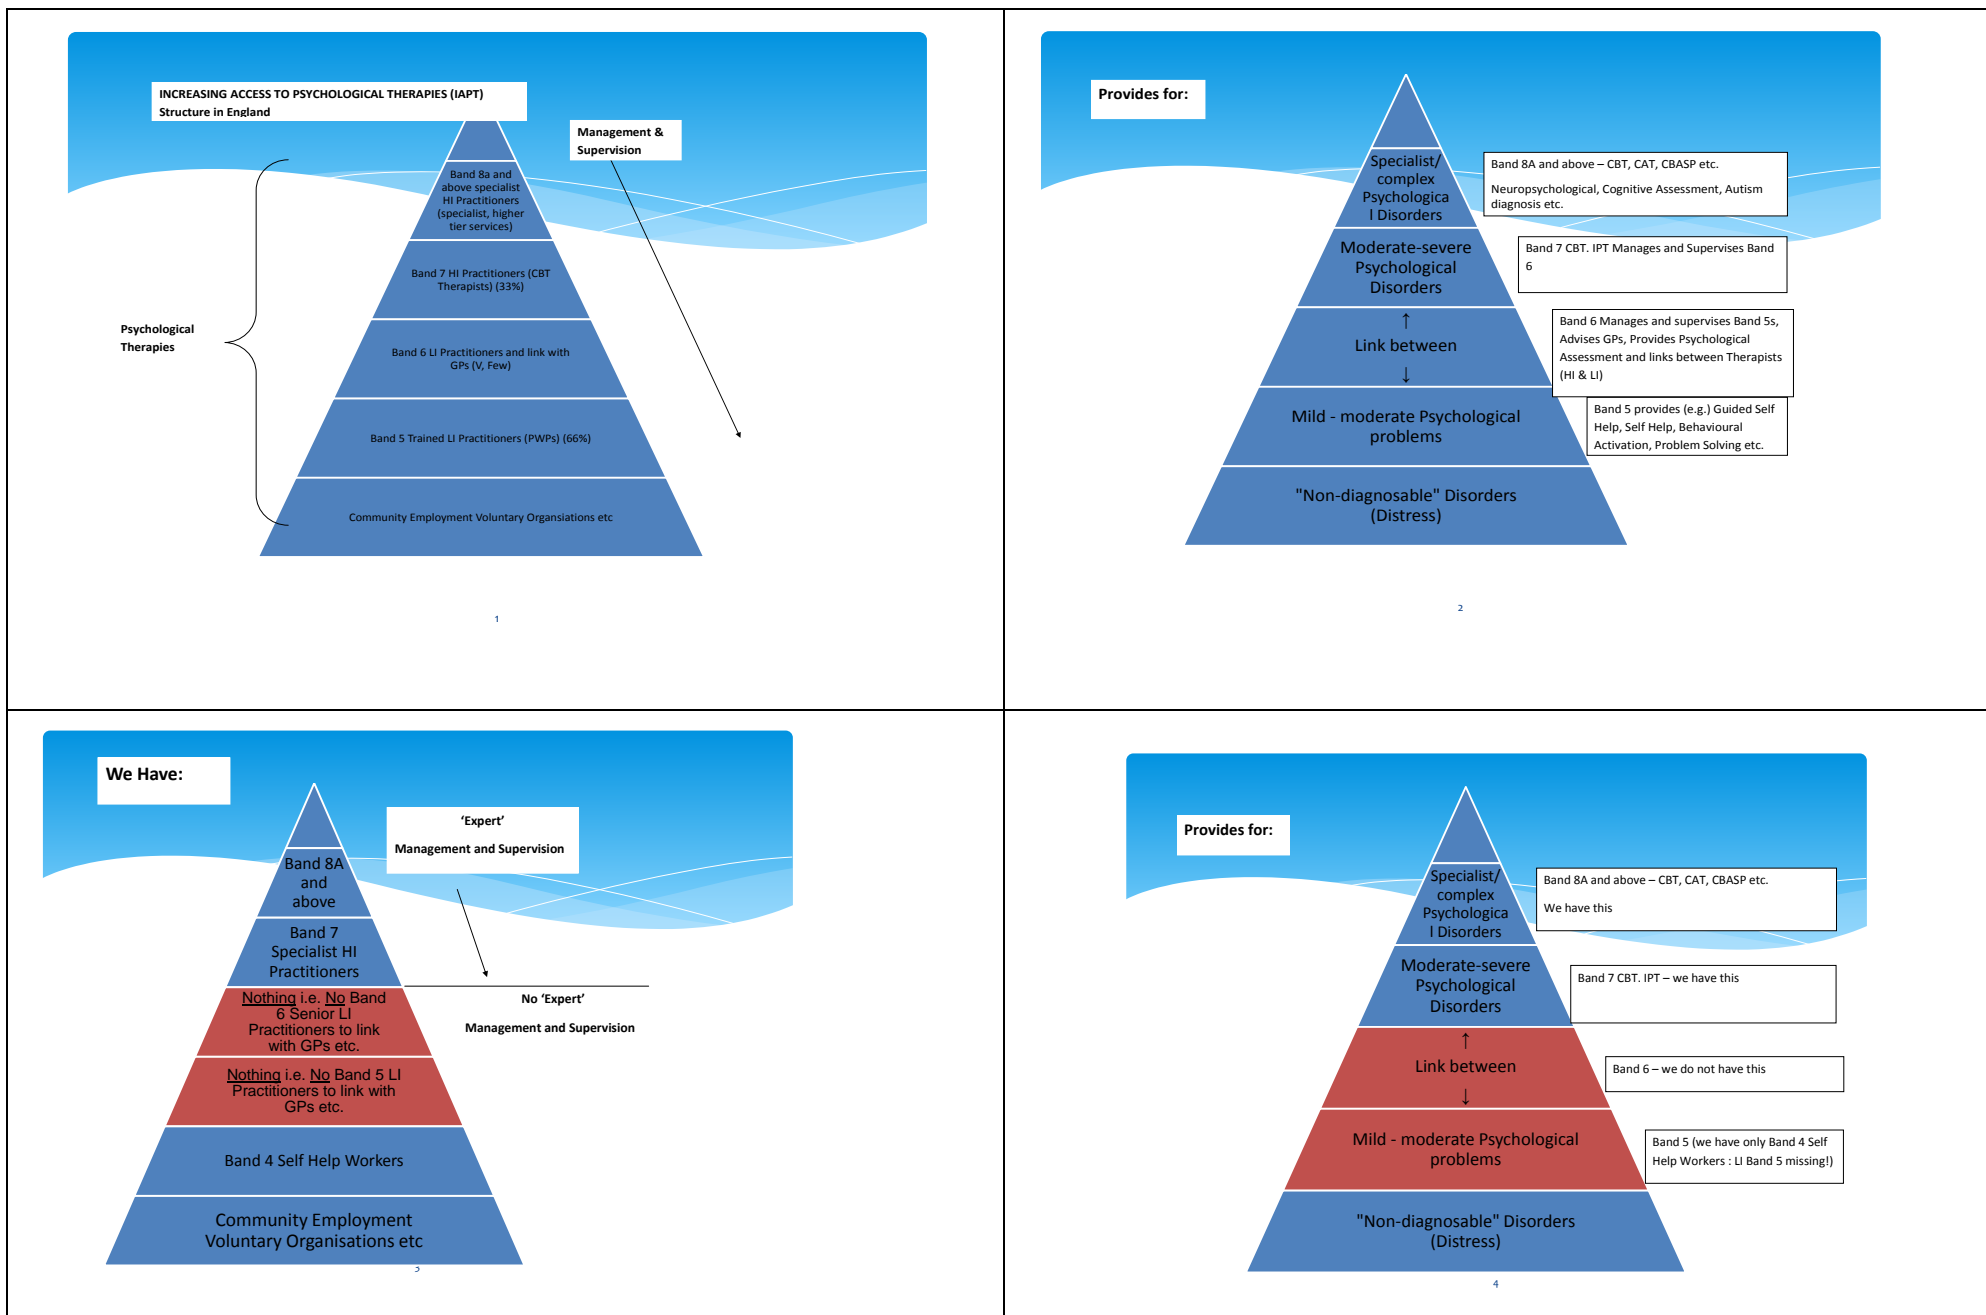 INCREASING ACCESS TO PSYCHOLOGICAL THERAPIES (IAPT)
Structure in England
Management &
Supervision
Band 8a and
above specialist
HI Practitioners
(specialist, higher
tier services)
Band 7 HI Practitioners (CBT
Therapists) (33%)
Psychological
Therapies
Band 6 LI Practitioners and link with
GPs (V, Few)
Band 5 Trained LI Practitioners (PWPs) (66%)
Community Employment Voluntary Organsiations etc
1
Provides for:
Specialist/
complex
Psychologica
l Disorders
Band 8A and above – CBT, CAT, CBASP etc.
Neuropsychological, Cognitive Assessment, Autism
diagnosis etc.
Moderate-severe
Psychological
Disorders
Band 7 CBT. IPT Manages and Supervises Band
6
↑
Link between
↓
Band 6 Manages and supervises Band 5s,
Advises GPs, Provides Psychological
Assessment and links between Therapists
(HI & LI)
Mild - moderate Psychological
problems
Band 5 provides (e.g.) Guided Self
Help, Self Help, Behavioural
Activation, Problem Solving etc.
"Non-diagnosable" Disorders
(Distress)
2
We Have:
‘Expert’
Management and Supervision
Band 8A
and
above
Band 7
Specialist HI
Practitioners
No ‘Expert’
Management and Supervision
Nothing i.e. No Band
6 Senior LI
Practitioners to link
with GPs etc.
Nothing i.e. No Band 5 LI
Practitioners to link with
GPs etc.
Band 4 Self Help Workers
Community Employment
Voluntary Organisations etc
3
Provides for:
Specialist/
complex
Psychologica
l Disorders
Band 8A and above – CBT, CAT, CBASP etc.
We have this
Moderate-severe
Psychological
Disorders
Band 7 CBT. IPT – we have this
↑
Link between
↓
Band 6 – we do not have this
Mild - moderate Psychological
problems
Band 5 (we have only Band 4 Self
Help Workers : LI Band 5 missing!)
"Non-diagnosable" Disorders
(Distress)
4